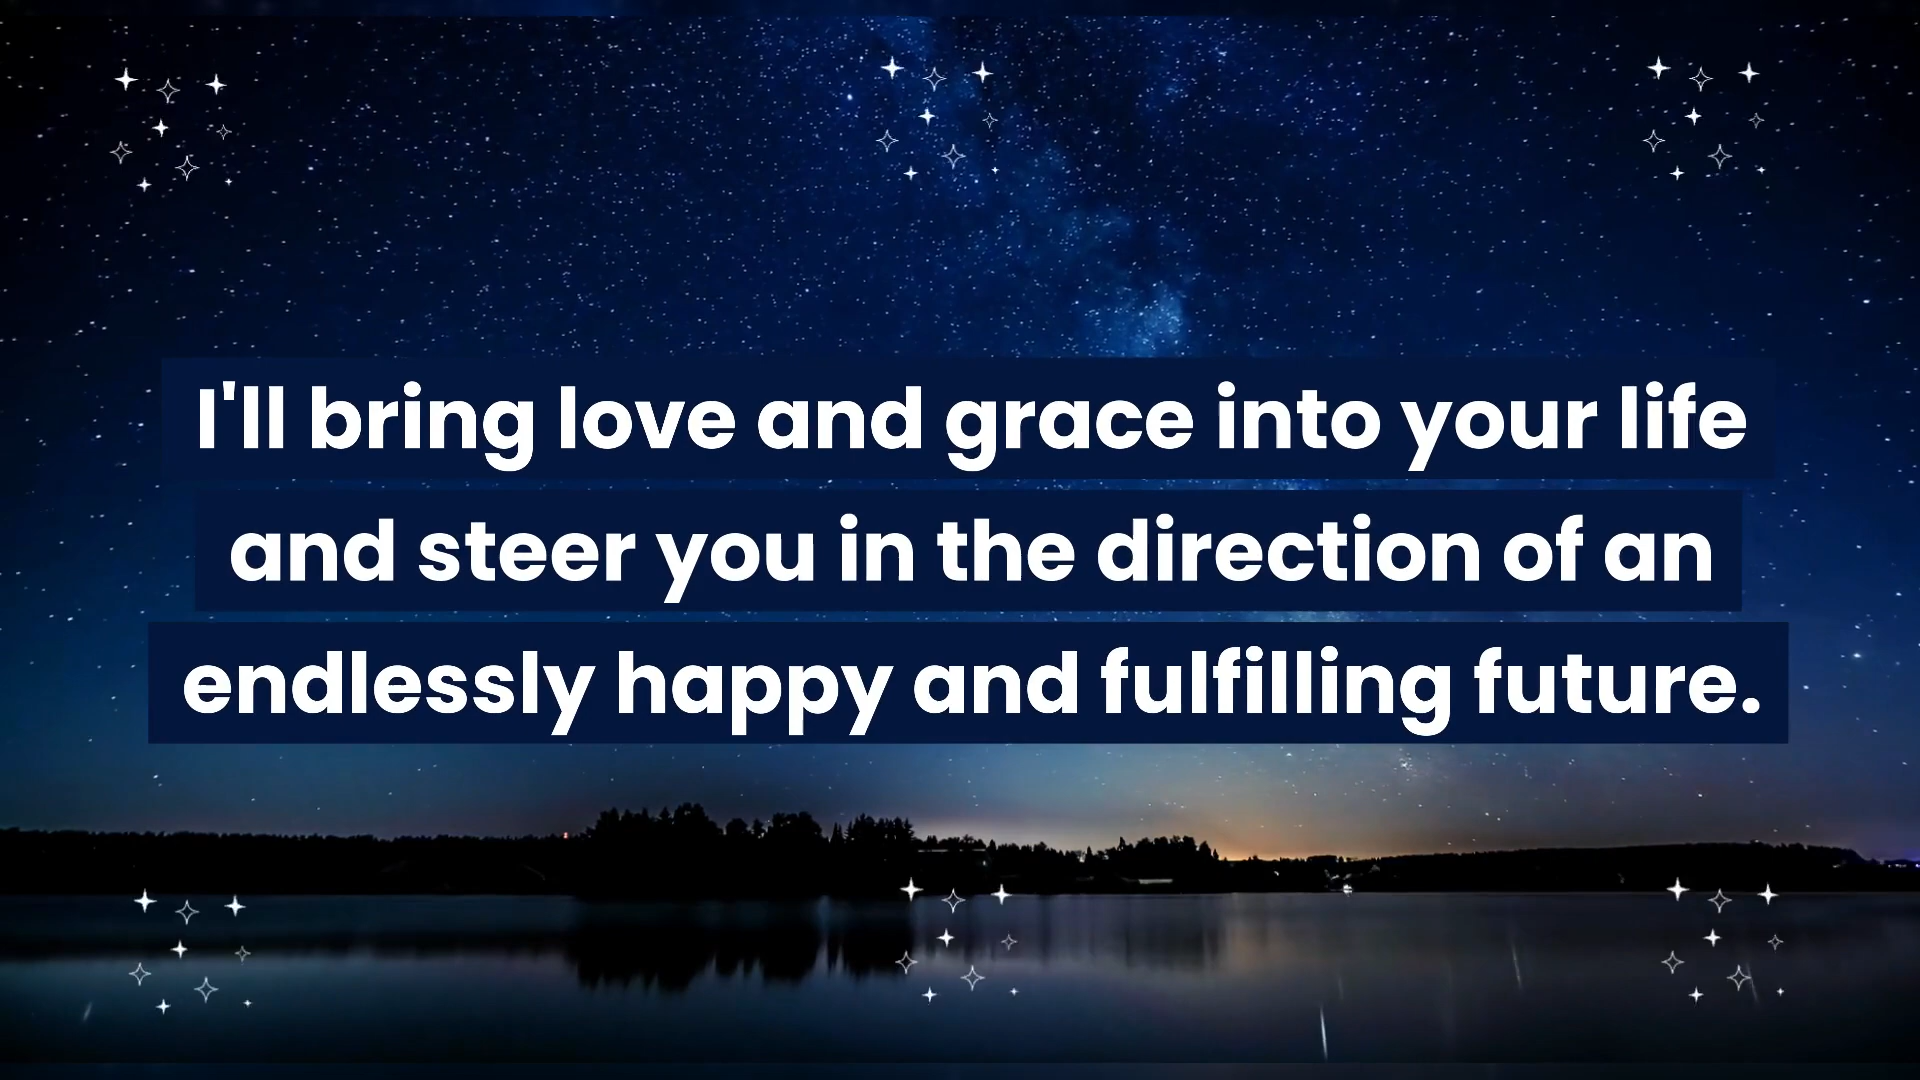 I'll bring love and grace into your life
and steer you in the direction of an
endlessly happy and fulfilling future.